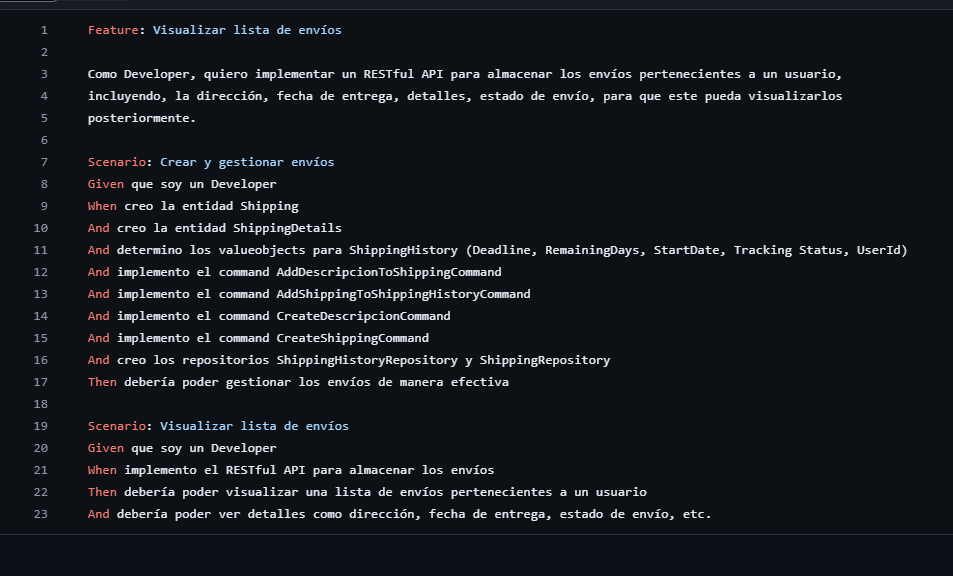 1 Feature: Visualizar lista de envíos
2
3 Como Developer, quiero implementar un RESTful API para almacenar los envíos pertenecientes a un usuario,
4 incluyendo, la dirección, fecha de entrega, detalles, estado de envío, para que este pueda visualizarlos
5 posteriormente.
6
7 Scenario: Crear y gestionar envíos
8 Given que soy un Developer
9 When creo la entidad Shipping
10 And creo la entidad ShippingDetails
11 And determino los valueobjects para ShippingHistory (Deadline, RemainingDays, StartDate, Tracking Status, UserId)
12 And implemento el command AddDescripcionToShippingCommand
13 And implemento el command AddShippingToShippingHistoryCommand
14 And implemento el command CreateDescripcionCommand
15 And implemento el command CreateShippingCommand
16 And creo los repositorios ShippingHistoryRepository y ShippingRepository
17 Then debería poder gestionar los envíos de manera efectiva
18
19 Scenario: Visualizar lista de envíos
20 Given que soy un Developer
21 When implemento el RESTful API para almacenar los envíos
22 Then debería poder visualizar una lista de envíos pertenecientes a un usuario
23 And debería poder ver detalles como dirección, fecha de entrega, estado de envío, etc.